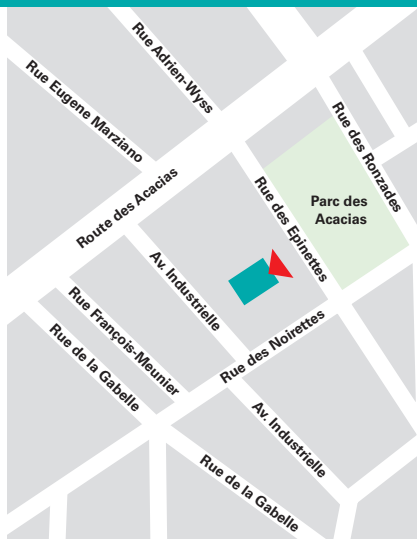 Rue Adrien-Wyss
Rue Eugene Marziano
Rue des Ronzades
Route des Acacias
Rue des Epinettes
Parc des
Acacias
Av. Industrielle
Rue François-Meunier
Rue des Noirettes
Rue de la Gabelle
Av. Industrielle
Rue de la Gabelle